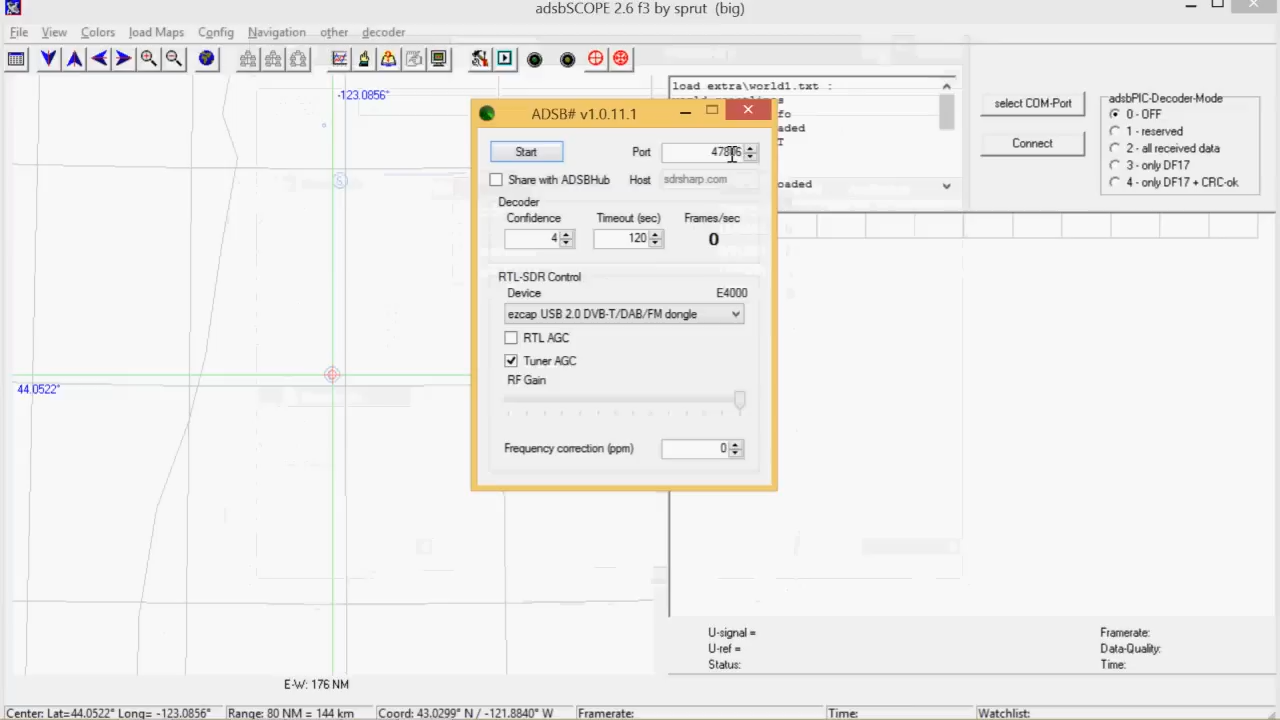 adsbSCOPE 2.6 f3 by sprut (big)
File View Colors load Maps Config Navigation other decoder
-123.0856°
44.0522°
S
E-W: 176 NM
load extra\world1.txt :
fo
aded
T
oaded
select COM-Port
Connect
adsbPIC-Decoder-Mode
0 - OFF
1 - reserved
2 - all received data
3 - only DF17
4 - only DF17 + CRC-ok
ADSB# v1.0.11.1
Start
Port
Share with ADSBHub
Host
sdrsharp.com
Decoder
Confidence
Timeout (sec)
Frames/sec
4
120
0
RTL-SDR Control
Device
E4000
ezcap USB 2.0 DVB-T/DAB/FM dongle
RTL AGC
Tuner AGC
RF Gain
Frequency correction (ppm)
0
U-signal =
U-ref =
Status:
Framerate:
Data-Quality:
Time:
Center: Lat=44.0522° Long= -123.0856° Range: 80 NM = 144 km Coord: 43.0299° N / -121.8840° W Framerate: Time: Watchlist: